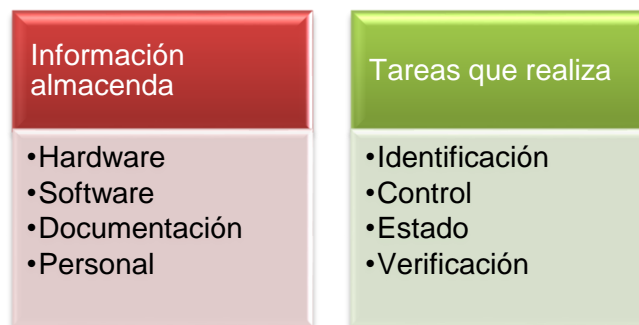 Información
almacenda
•Hardware
•Software
•Documentación
•Personal
Tareas que realiza
•Identificación
•Control
•Estado
•Verificación